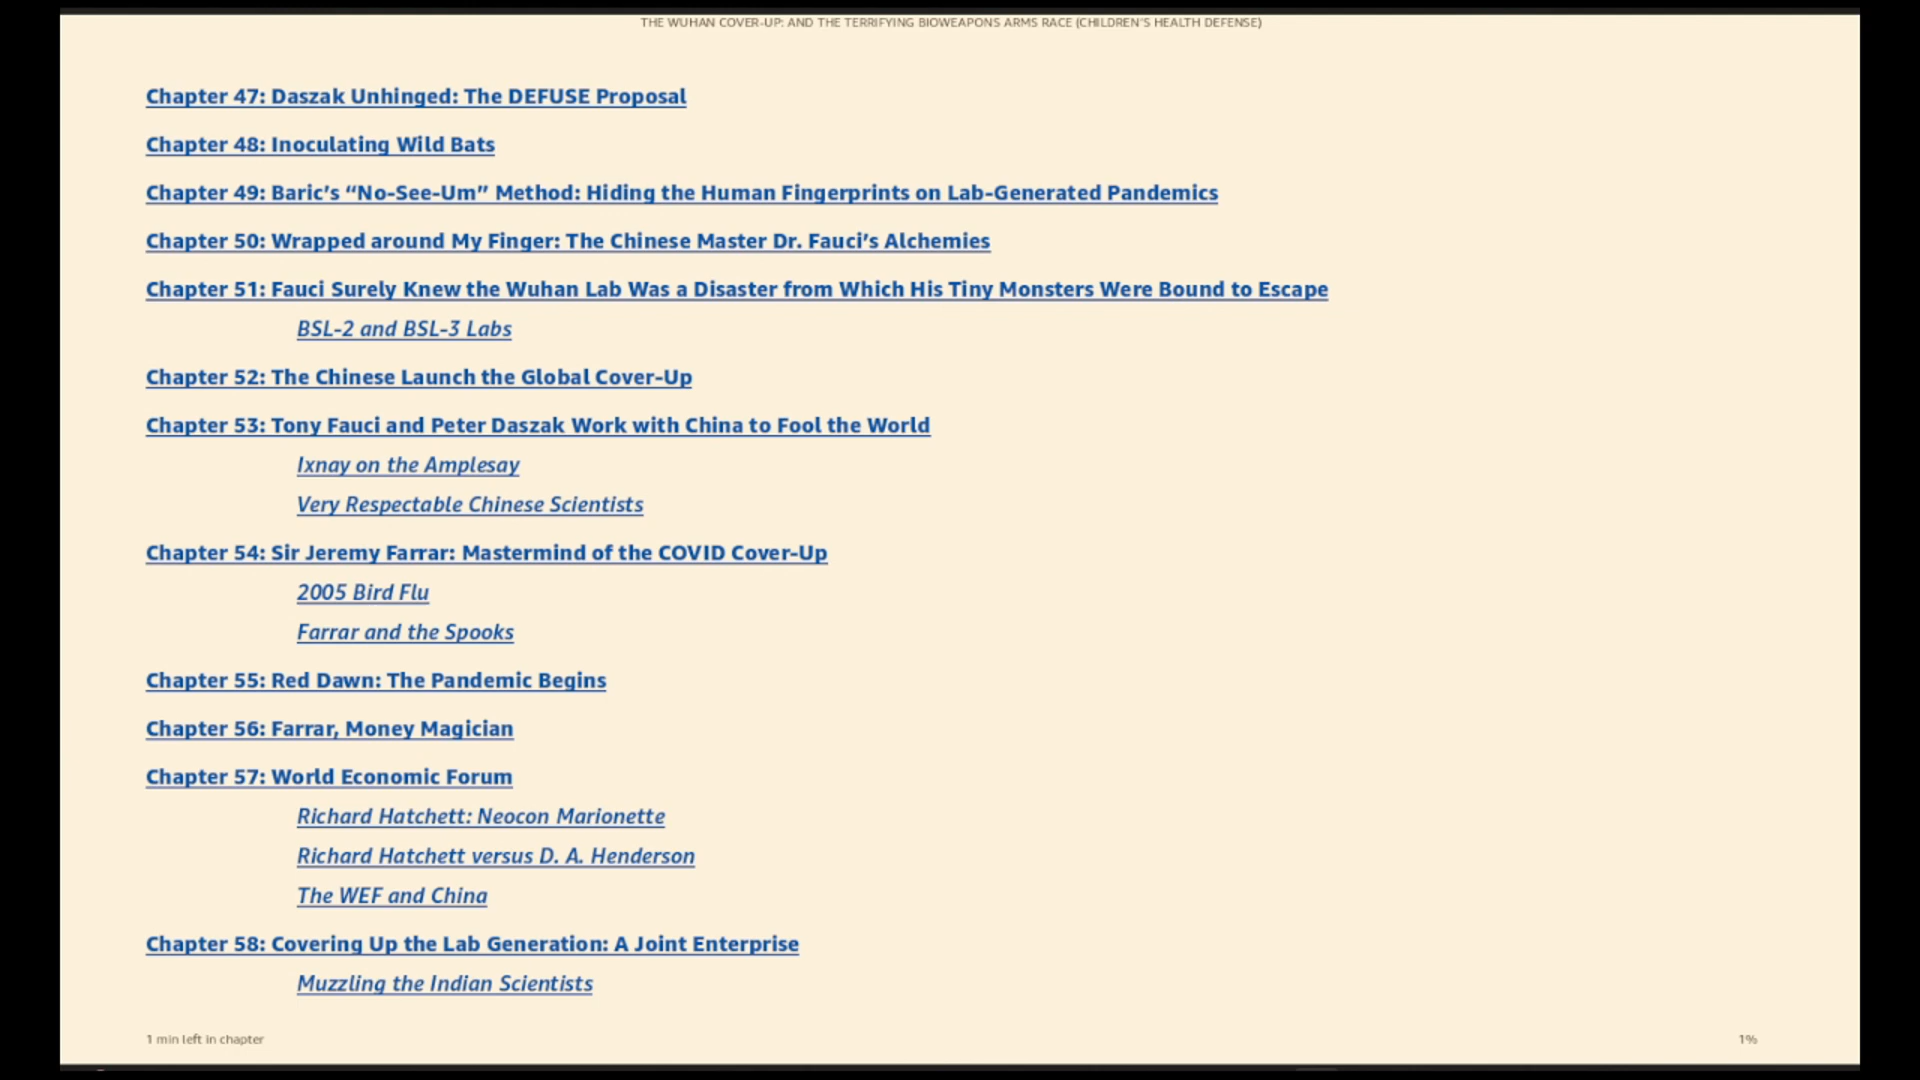 THE WUHAN COVER-UP: AND THE TERRIFYING BIOWEAPONS ARMS RACE (CHILDREN'S HEALTH DEFENSE)
Chapter 47: Daszak Unhinged: The DEFUSE Proposal
Chapter 48: Inoculating Wild Bats
Chapter 49: Baric’s “No-See-Um” Method: Hiding the Human Fingerprints on Lab-Generated Pandemics
Chapter 50: Wrapped around My Finger: The Chinese Master Dr. Fauci’s Alchemies
Chapter 51: Fauci Surely Knew the Wuhan Lab Was a Disaster from Which His Tiny Monsters Were Bound to Escape
BSL-2 and BSL-3 Labs
Chapter 52: The Chinese Launch the Global Cover-Up
Chapter 53: Tony Fauci and Peter Daszak Work with China to Fool the World
Ixnay on the Amplesay
Very Respectable Chinese Scientists
Chapter 54: Sir Jeremy Farrar: Mastermind of the COVID Cover-Up
2005 Bird Flu
Farrar and the Spooks
Chapter 55: Red Dawn: The Pandemic Begins
Chapter 56: Farrar, Money Magician
Chapter 57: World Economic Forum
Richard Hatchett: Neocon Marionette
Richard Hatchett versus D. A. Henderson
The WEF and China
Chapter 58: Covering Up the Lab Generation: A Joint Enterprise
Muzzling the Indian Scientists
1 min left in chapter
1%